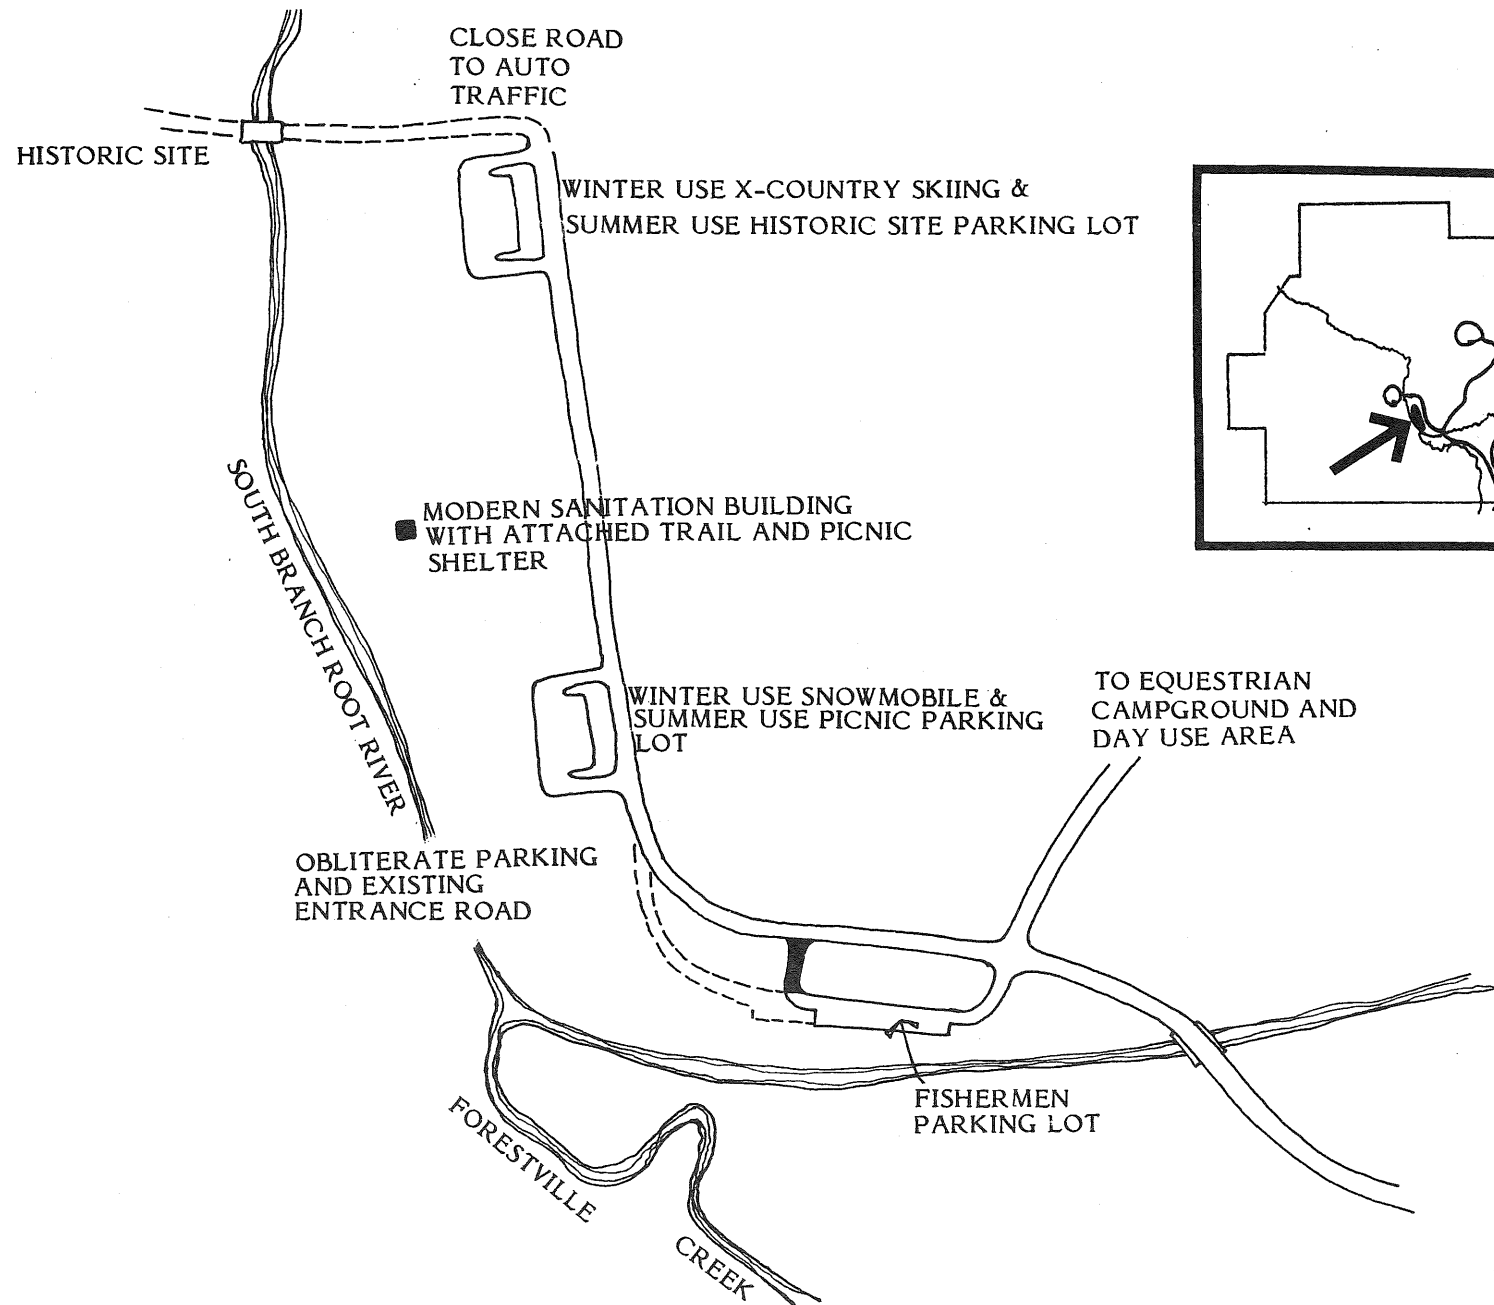 CLOSE ROAD
TO AUTO
TRAFFIC
HISTORIC SITE
WINTER USE X-COUNTRY SKIING &
SUMMER USE HISTORIC SITE PARKING LOT
MODERN SANITATION BUILDING
WITH ATTACHED TRAIL AND PICNIC
SHELTER
SOUTH BRANCH ROOT RIVER
WINTER USE SNOWMOBILE &
SUMMER USE PICNIC PARKING
LOT
TO EQUESTRIAN
CAMPGROUND AND
DAY USE AREA
OBLITERATE PARKING
AND EXISTING
ENTRANCE ROAD
FISHERMEN
PARKING LOT
FORESTVILLE
CREEK